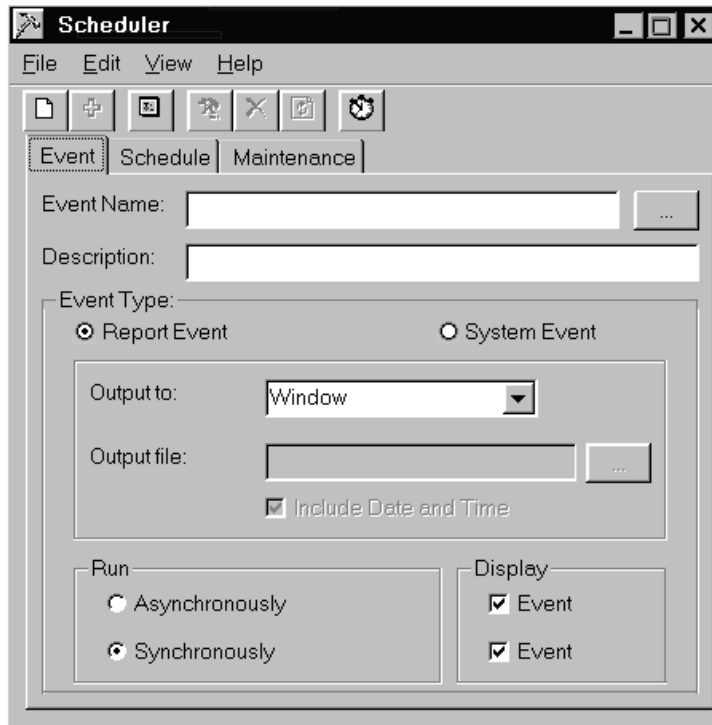 Scheduler
File Edit View Help
Event Schedule Maintenance
Event Name: ...
Description:
Event Type:
Report Event System Event
Output to: Window
Output file: ...
Include Date and Time
Run Display
Asynchronously Event
Synchronously Event